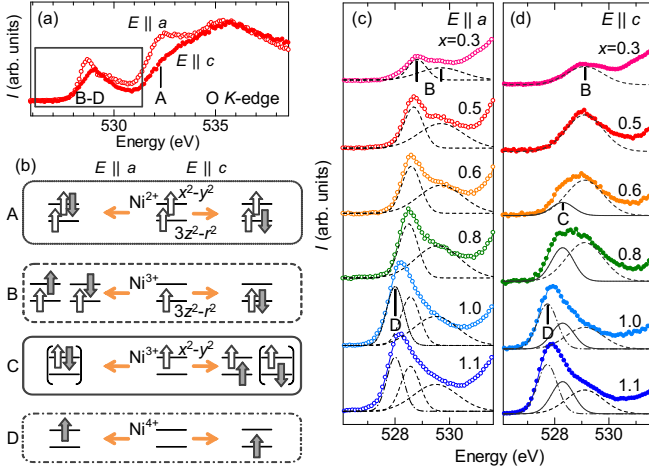 (a)
E || a
E || c
B-D
A
O K-edge
I (arb. units)
530
535
Energy (eV)
(b)
E || a
E || c
A
Ni²⁺
x²-y²
3z²-r²
B
Ni³⁺
3z²-r²
C
Ni³⁺
x²-y²
D
Ni⁴⁺
(c)
E || a
x=0.3
B
0.5
0.6
0.8
1.0
D
1.1
I (arb. units)
528
530
Energy (eV)
(d)
E || c
x=0.3
B
0.5
0.6
C
0.8
1.0
D
1.1
528
530
Energy (eV)